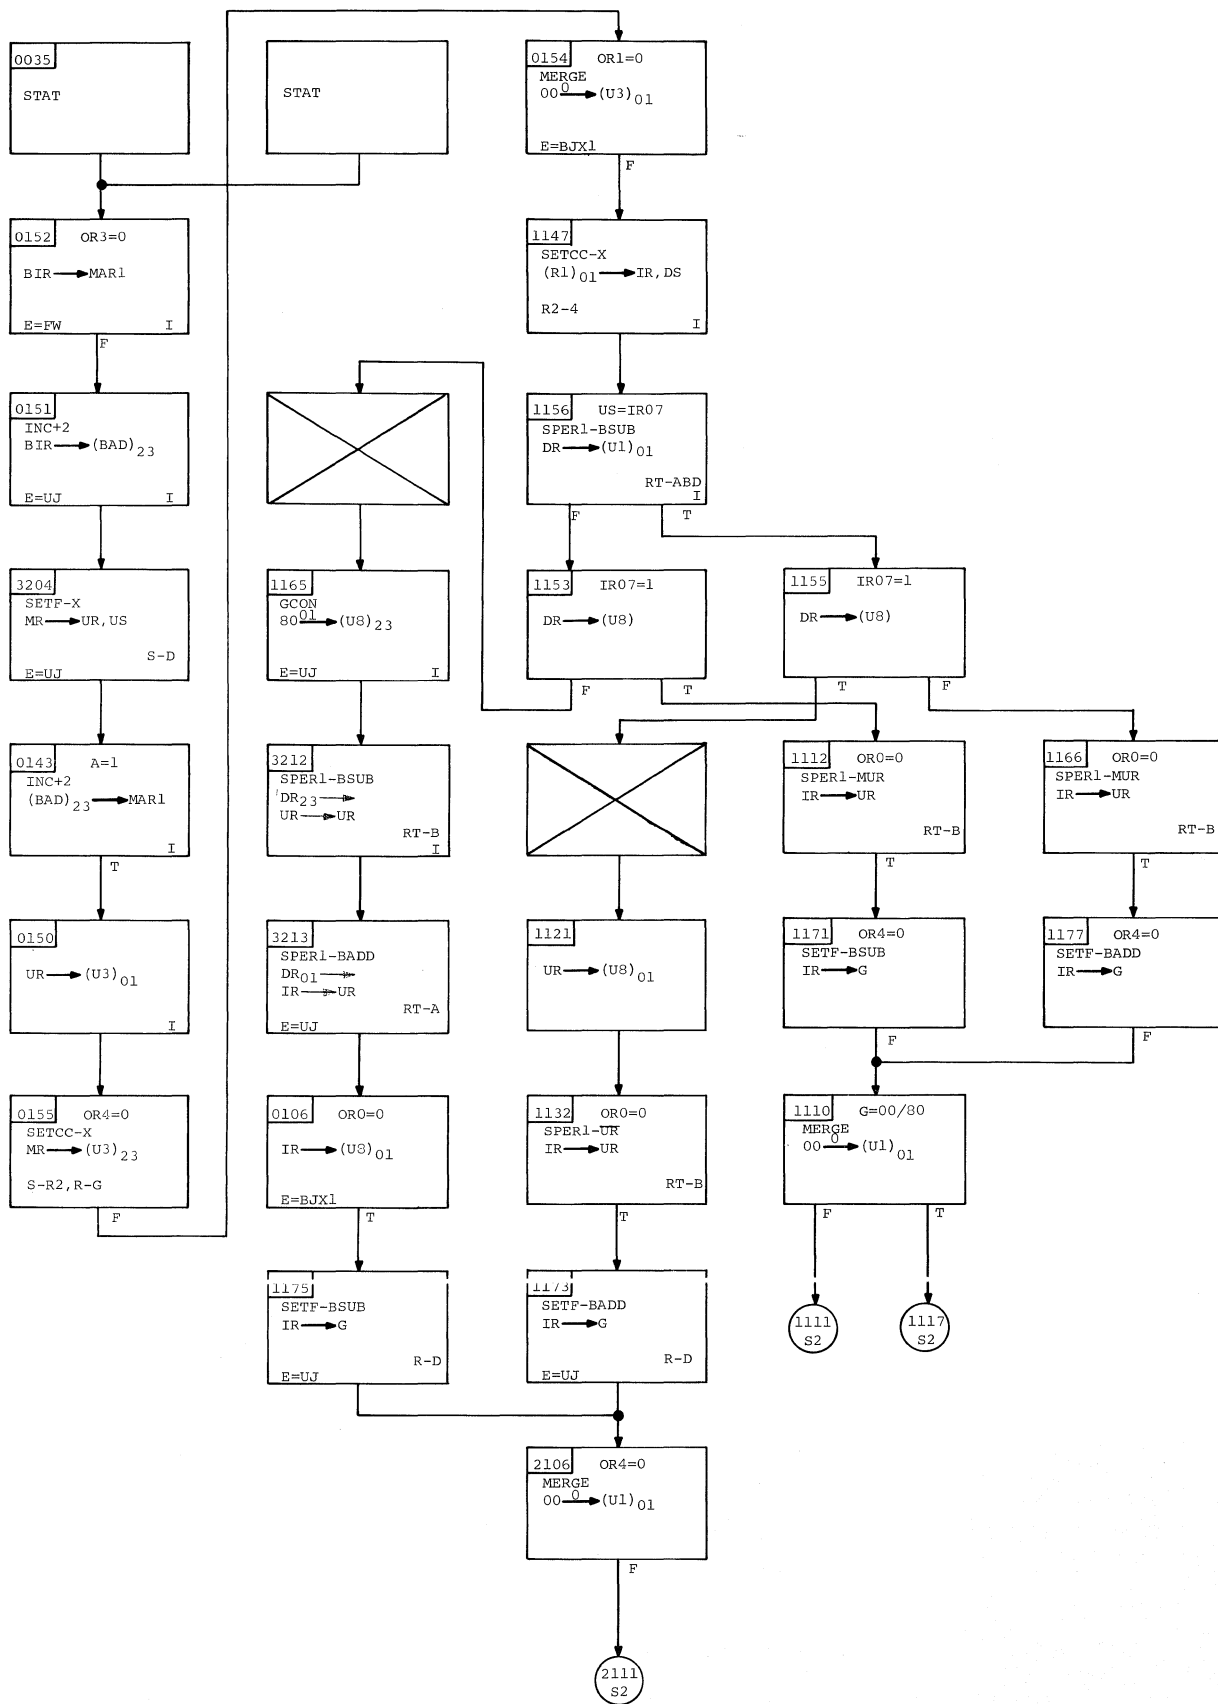 0035
STAT
STAT
0154 OR1=0
MERGE
00 0 (U3)01
E=BJX1
F
0152 OR3=0
BIR MAR1
E=FW I
F
1147
SETCC-X
(R1)01 IR,DS
R2-4
I
0151
INC+2
BIR (BAD)23
E=UJ I
1156 US=IR07
SPER1-BSUB
DR (U1)01
RT-ABD
I
F T
3204
SETF-X
MR UR,US
S-D
E=UJ
1165
GCON
80 01 (U8)23
E=UJ I
1153 IR07=1
DR (U8)
F T
1155 IR07=1
DR (U8)
T F
0143 A=1
INC+2
(BAD)23 MAR1
I
T
3212
SPER1-BSUB
DR23
UR UR
RT-B
I
1112 OR0=0
SPER1-MUR
IR UR
RT-B
T
1166 OR0=0
SPER1-MUR
IR UR
RT-B
T
0150
UR (U3)01
I
3213
SPER1-BADD
DR01
IR UR
RT-A
E=UJ
1121
UR (U8)01
1171 OR4=0
SETF-BSUB
IR G
F
1177 OR4=0
SETF-BADD
IR G
F
0155 OR4=0
SETCC-X
MR (U3)23
S-R2,R-G
F
0106 OR0=0
IR (U8)01
E=BJX1
T
1132 OR0=0
SPER1-UR
IR UR
RT-B
T
1110 G=00/80
MERGE
00 0 (U1)01
F T
1175
SETF-BSUB
IR G
R-D
E=UJ
1173
SETF-BADD
IR G
R-D
E=UJ
1111
S2
1117
S2
2106 OR4=0
MERGE
00 0 (U1)01
F
2111
S2